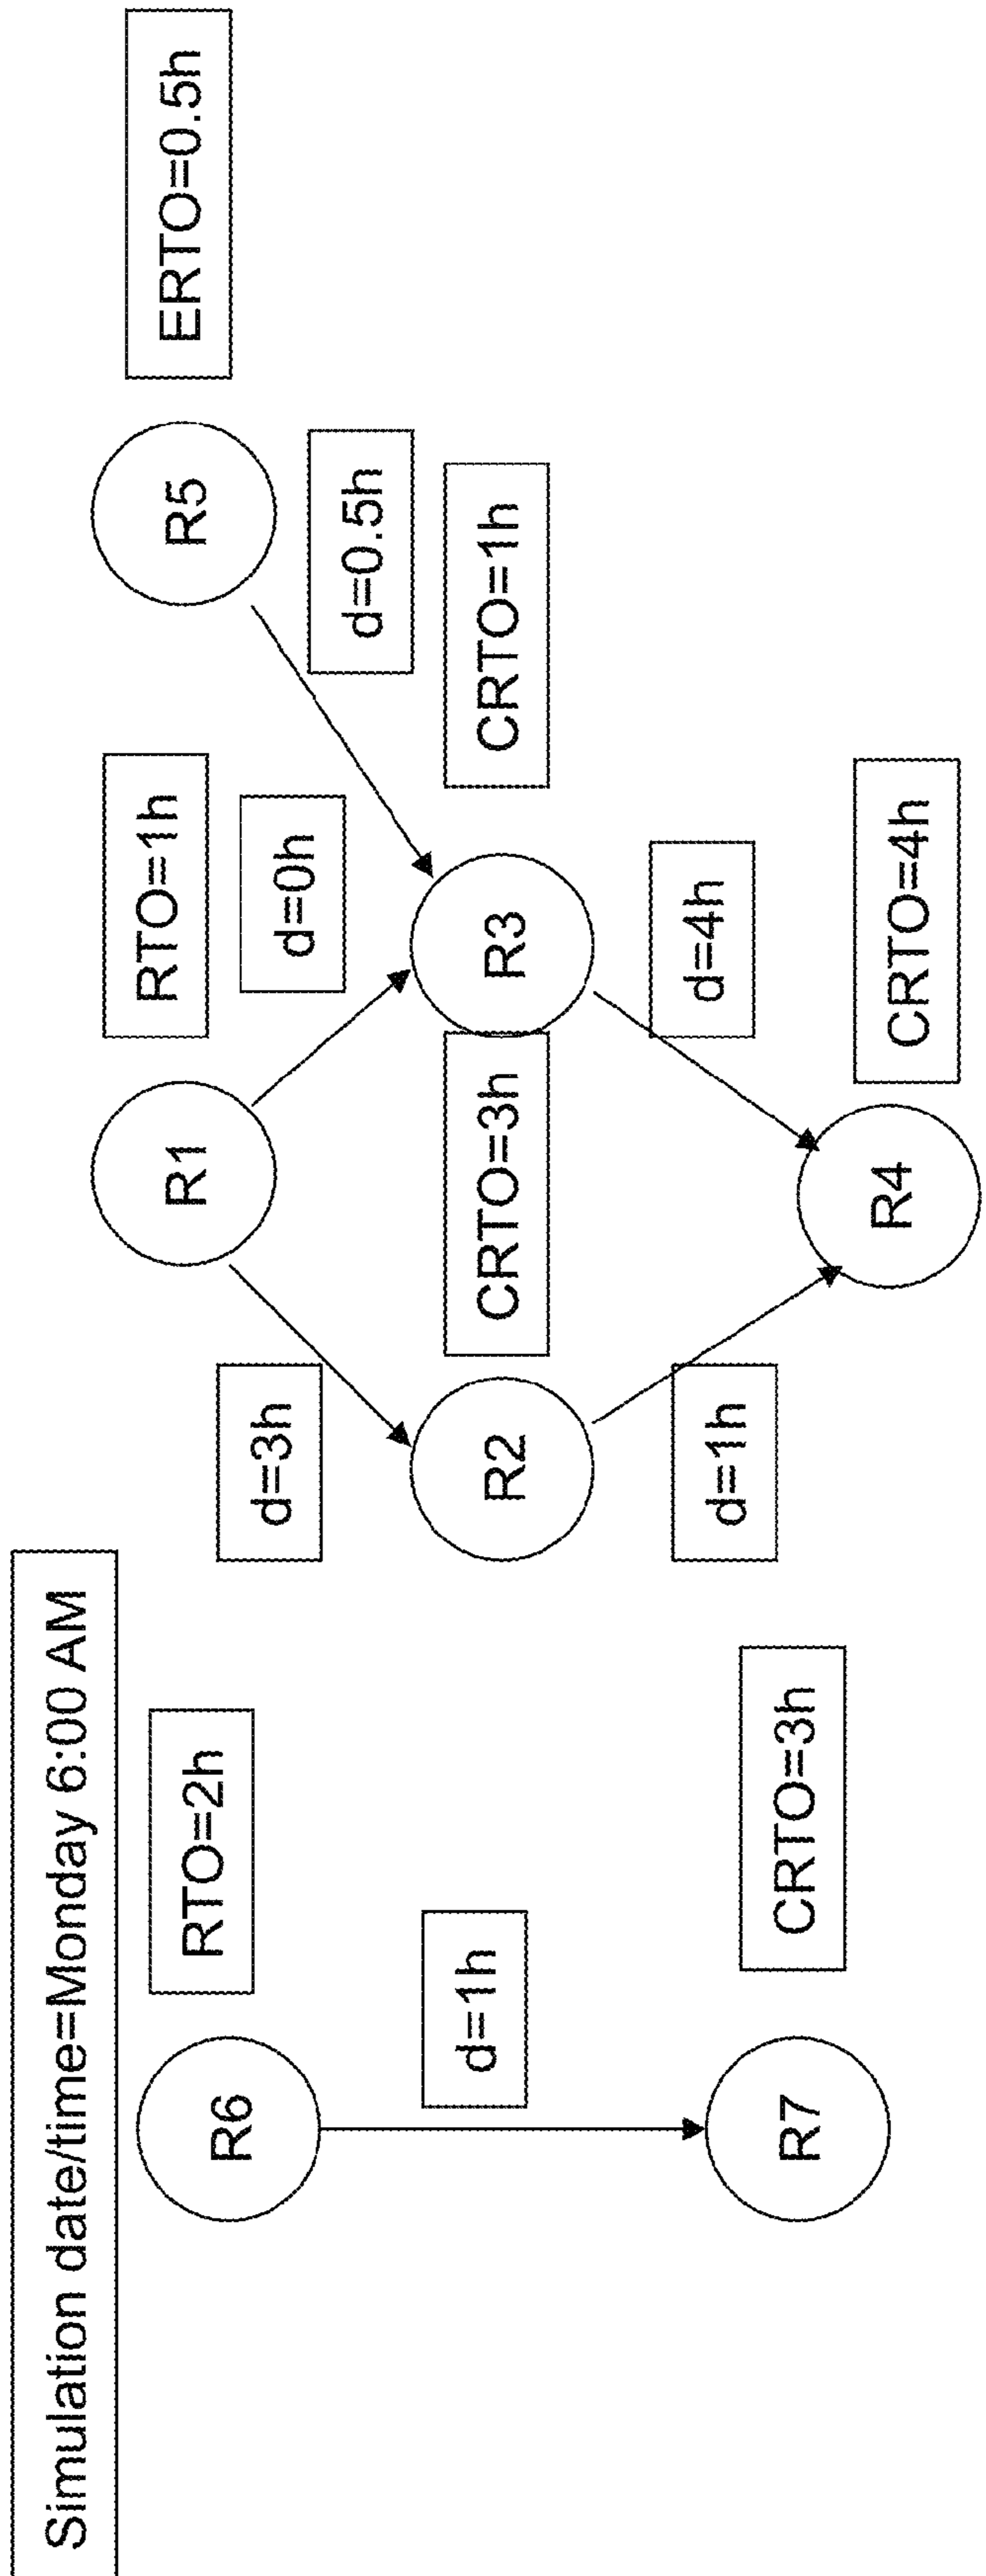 Simulation date/time=Monday 6:00 AM
R6
RTO=2h
d=1h
R7
CRTO=3h
R1
RTO=1h
d=3h
d=0h
R5
ERTO=0.5h
d=0.5h
R2
CRTO=3h
R3
CRTO=1h
d=1h
d=4h
R4
CRTO=4h